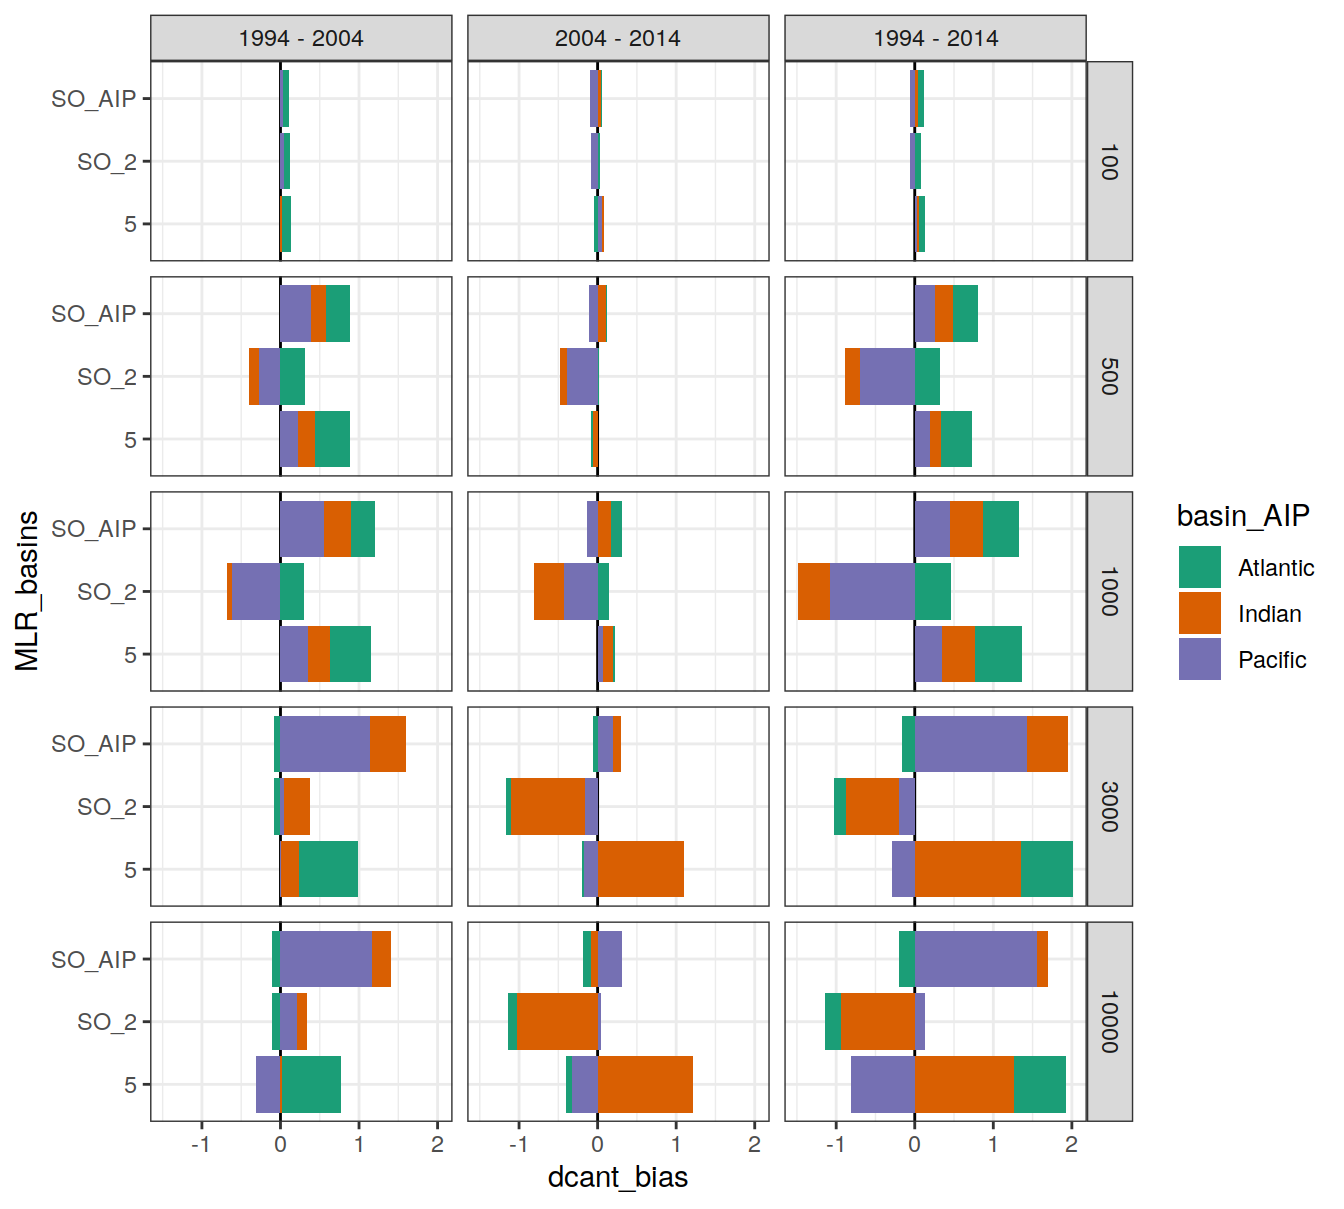 1994 - 2004
2004 - 2014
1994 - 2014
SO_AIP
SO_2
5
100
SO_AIP
SO_2
5
500
SO_AIP
SO_2
5
1000
SO_AIP
SO_2
5
3000
SO_AIP
SO_2
5
10000
-1 0 1 2
-1 0 1 2
-1 0 1 2
dcant_bias
MLR_basins
basin_AIP
Atlantic
Indian
Pacific